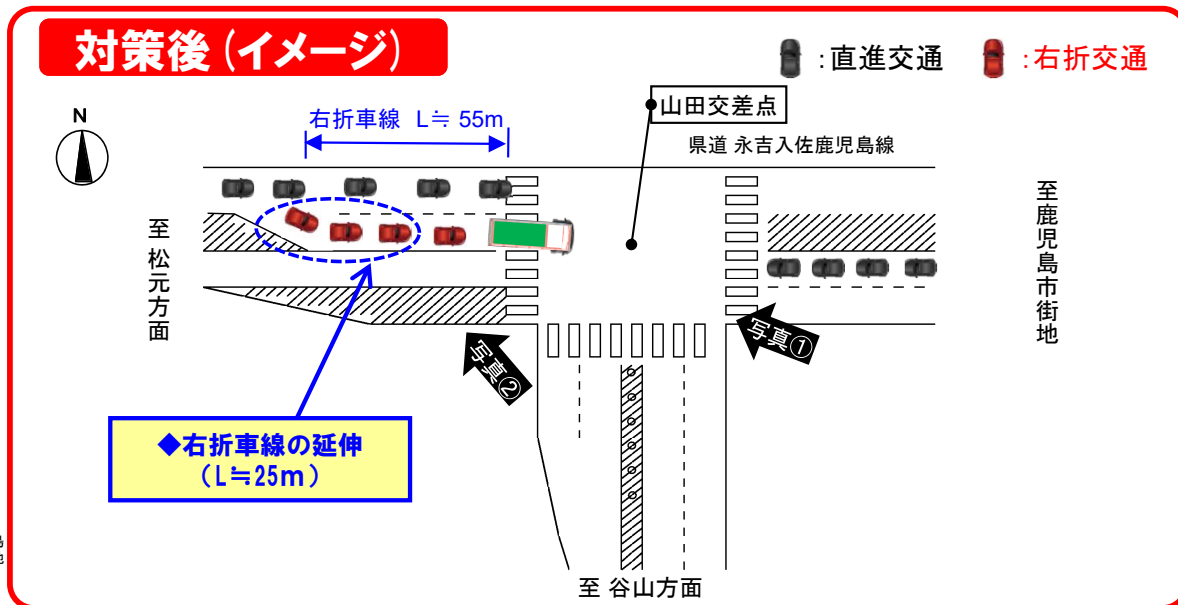 対策後(イメージ)
:直進交通
:右折交通
N
右折車線 L≒ 55m
山田交差点
県道 永吉入佐鹿児島線
至 松元方面
至鹿児島市街地
写真①
写真②
◆右折車線の延伸
(L≒25m)
至 谷山方面